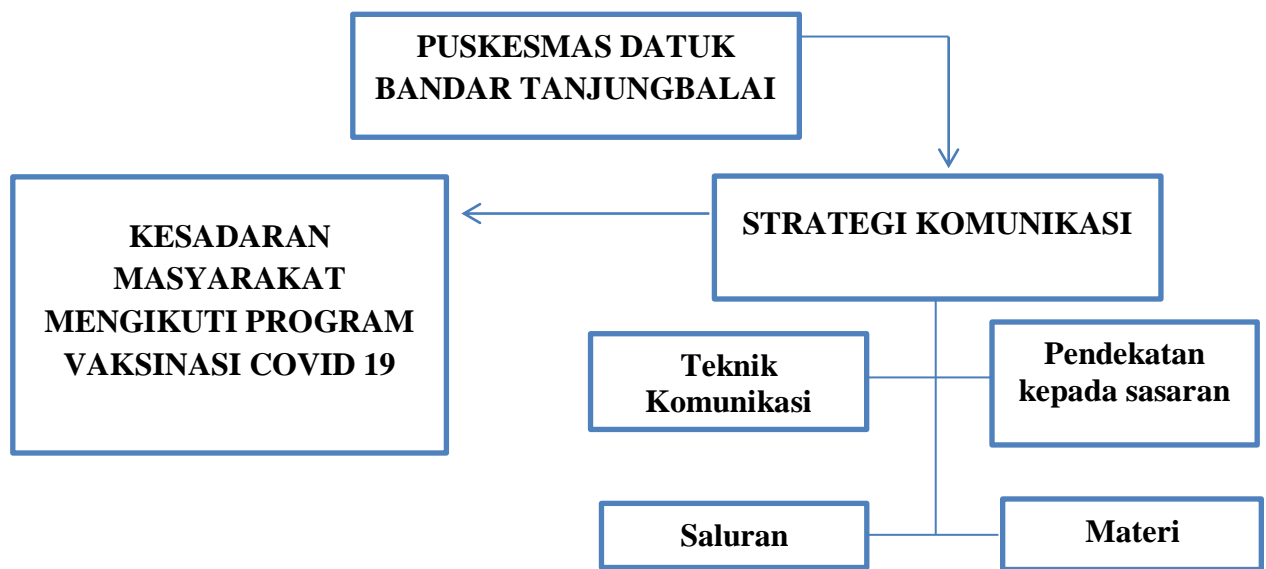 PUSKESMAS DATUK
BANDAR TANJUNGBALAI
STRATEGI KOMUNIKASI
KESADARAN
MASYARAKAT
MENGIKUTI PROGRAM
VAKSINASI COVID 19
Teknik
Komunikasi
Pendekatan
kepada sasaran
Saluran
Materi